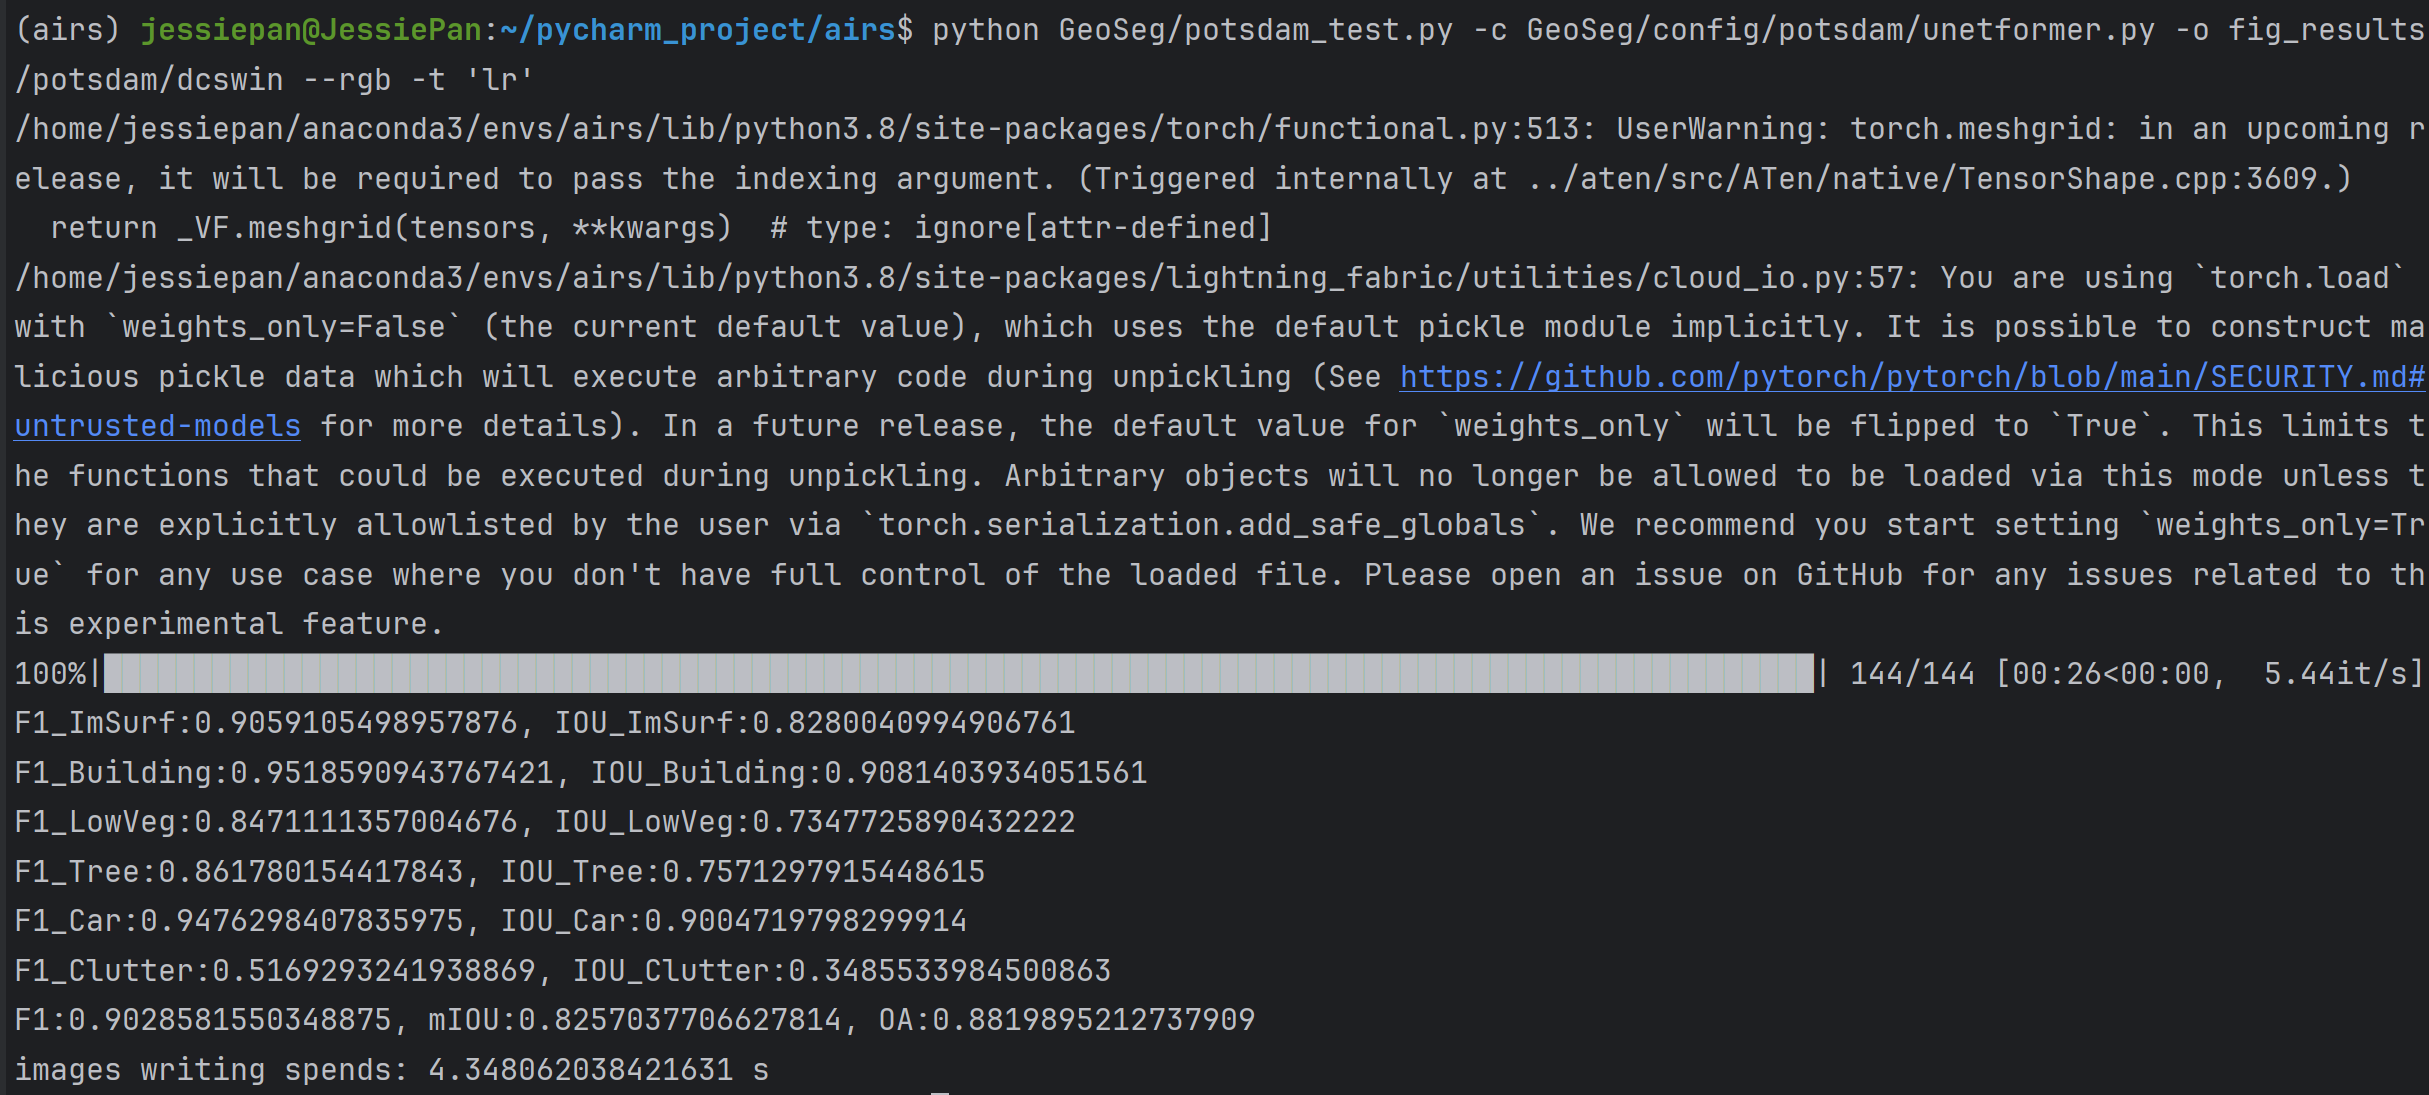 (airs) jessiepan@JessiePan:~/pycharm_project/airs$ python GeoSeg/potsdam_test.py -c GeoSeg/config/potsdam/unetformer.py -o fig_results
/potsdam/dcswin --rgb -t 'lr'
/home/jessiepan/anaconda3/envs/airs/lib/python3.8/site-packages/torch/functional.py:513: UserWarning: torch.meshgrid: in an upcoming r
elease, it will be required to pass the indexing argument. (Triggered internally at ../aten/src/ATen/native/TensorShape.cpp:3609.)
  return _VF.meshgrid(tensors, **kwargs)  # type: ignore[attr-defined]
/home/jessiepan/anaconda3/envs/airs/lib/python3.8/site-packages/lightning_fabric/utilities/cloud_io.py:57: You are using `torch.load`
with `weights_only=False` (the current default value), which uses the default pickle module implicitly. It is possible to construct ma
licious pickle data which will execute arbitrary code during unpickling (See https://github.com/pytorch/pytorch/blob/main/SECURITY.md#
untrusted-models for more details). In a future release, the default value for `weights_only` will be flipped to `True`. This limits t
he functions that could be executed during unpickling. Arbitrary objects will no longer be allowed to be loaded via this mode unless t
hey are explicitly allowlisted by the user via `torch.serialization.add_safe_globals`. We recommend you start setting `weights_only=Tr
ue` for any use case where you don't have full control of the loaded file. Please open an issue on GitHub for any issues related to th
is experimental feature.
100%|| 144/144 [00:26<00:00,  5.44it/s]
F1_ImSurf:0.9059105498957876, IOU_ImSurf:0.8280040994906761
F1_Building:0.9518590943767421, IOU_Building:0.9081403934051561
F1_LowVeg:0.8471111357004676, IOU_LowVeg:0.7347725890432222
F1_Tree:0.861780154417843, IOU_Tree:0.7571297915448615
F1_Car:0.9476298407835975, IOU_Car:0.9004719798299914
F1_Clutter:0.5169293241938869, IOU_Clutter:0.3485533984500863
F1:0.9028581550348875, mIOU:0.8257037706627814, OA:0.8819895212737909
images writing spends: 4.348062038421631 s